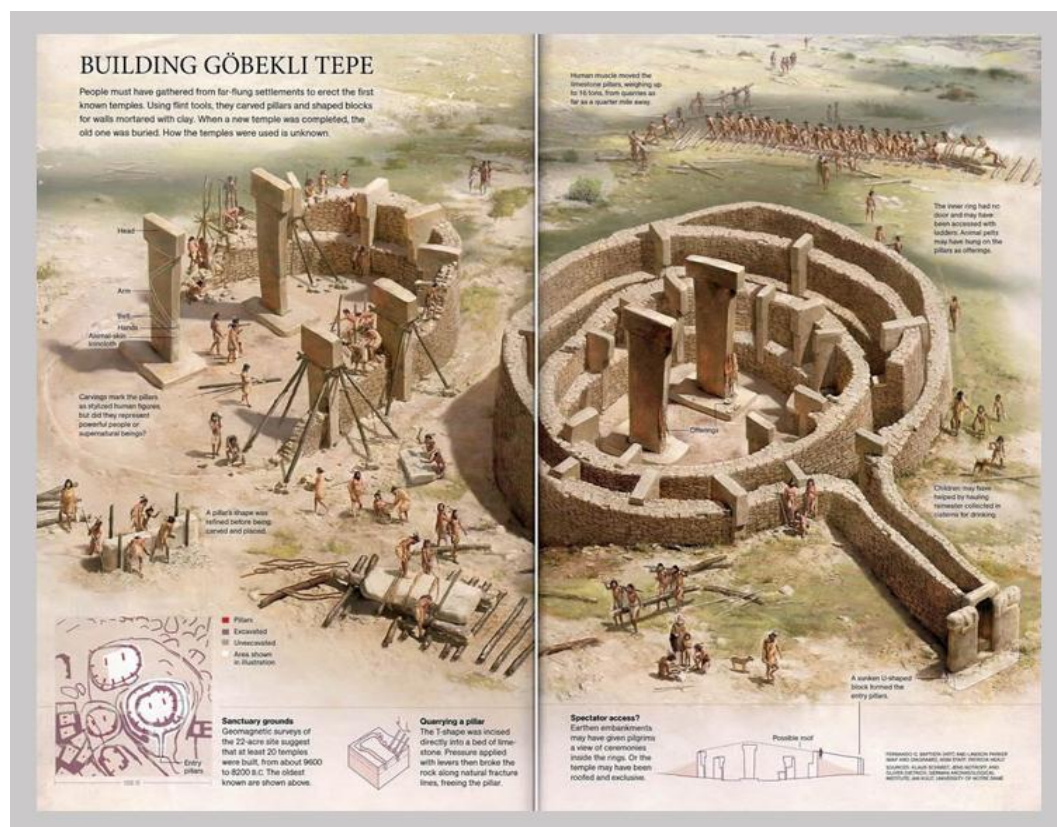 BUILDING GÖBEKLI TEPE
People must have gathered from far-flung settlements to erect the first
known temples. Using flint tools, they carved pillars and shaped blocks
for walls mortared with clay. When a new temple was completed, the
old one was buried. How the temples were used is unknown.
Head
Arm
Belt
Hands
Animal-skin
loincloth
Carvings mark the pillars
as stylized human figures,
but did they represent
powerful people or
supernatural beings?
A pillar's shape was
refined before being
carved and placed.
Pillars
Excavated
Unexcavated
Area shown
in illustration
Entry
pillars
Sanctuary grounds
Geomagnetic surveys of
the 22-acre site suggest
that at least 20 temples
were, from about 9600
to 8200 B.C. The oldest
known are shown above.
Quarrying a pillar
The T-shape was incised
directly into a bed of lime-
stone. Pressure applied
with levers then broke the
rock along natural fracture
lines, freeing the pillar.
Human muscle moved the
limestone pillars, weighing up
to 16 tons, from quarries as
far as a quarter mile away.
The inner ring had no
door and may have
been accessed with
ladders. Animal pelts
may have hung on the
pillars as offerings.
Offerings
Children may have
helped by hauling
rainwater collected in
cisterns for drinking.
A sunken U-shaped
block formed the
entry pillars.
Spectator access?
Earthen embankments
may have given pilgrims
a view of ceremonies
inside the rings. Or the
temple may have been
roofed and exclusive.
Possible roof
FERNANDO G. BAPTISTA (ART) AND LAWSON PARKER